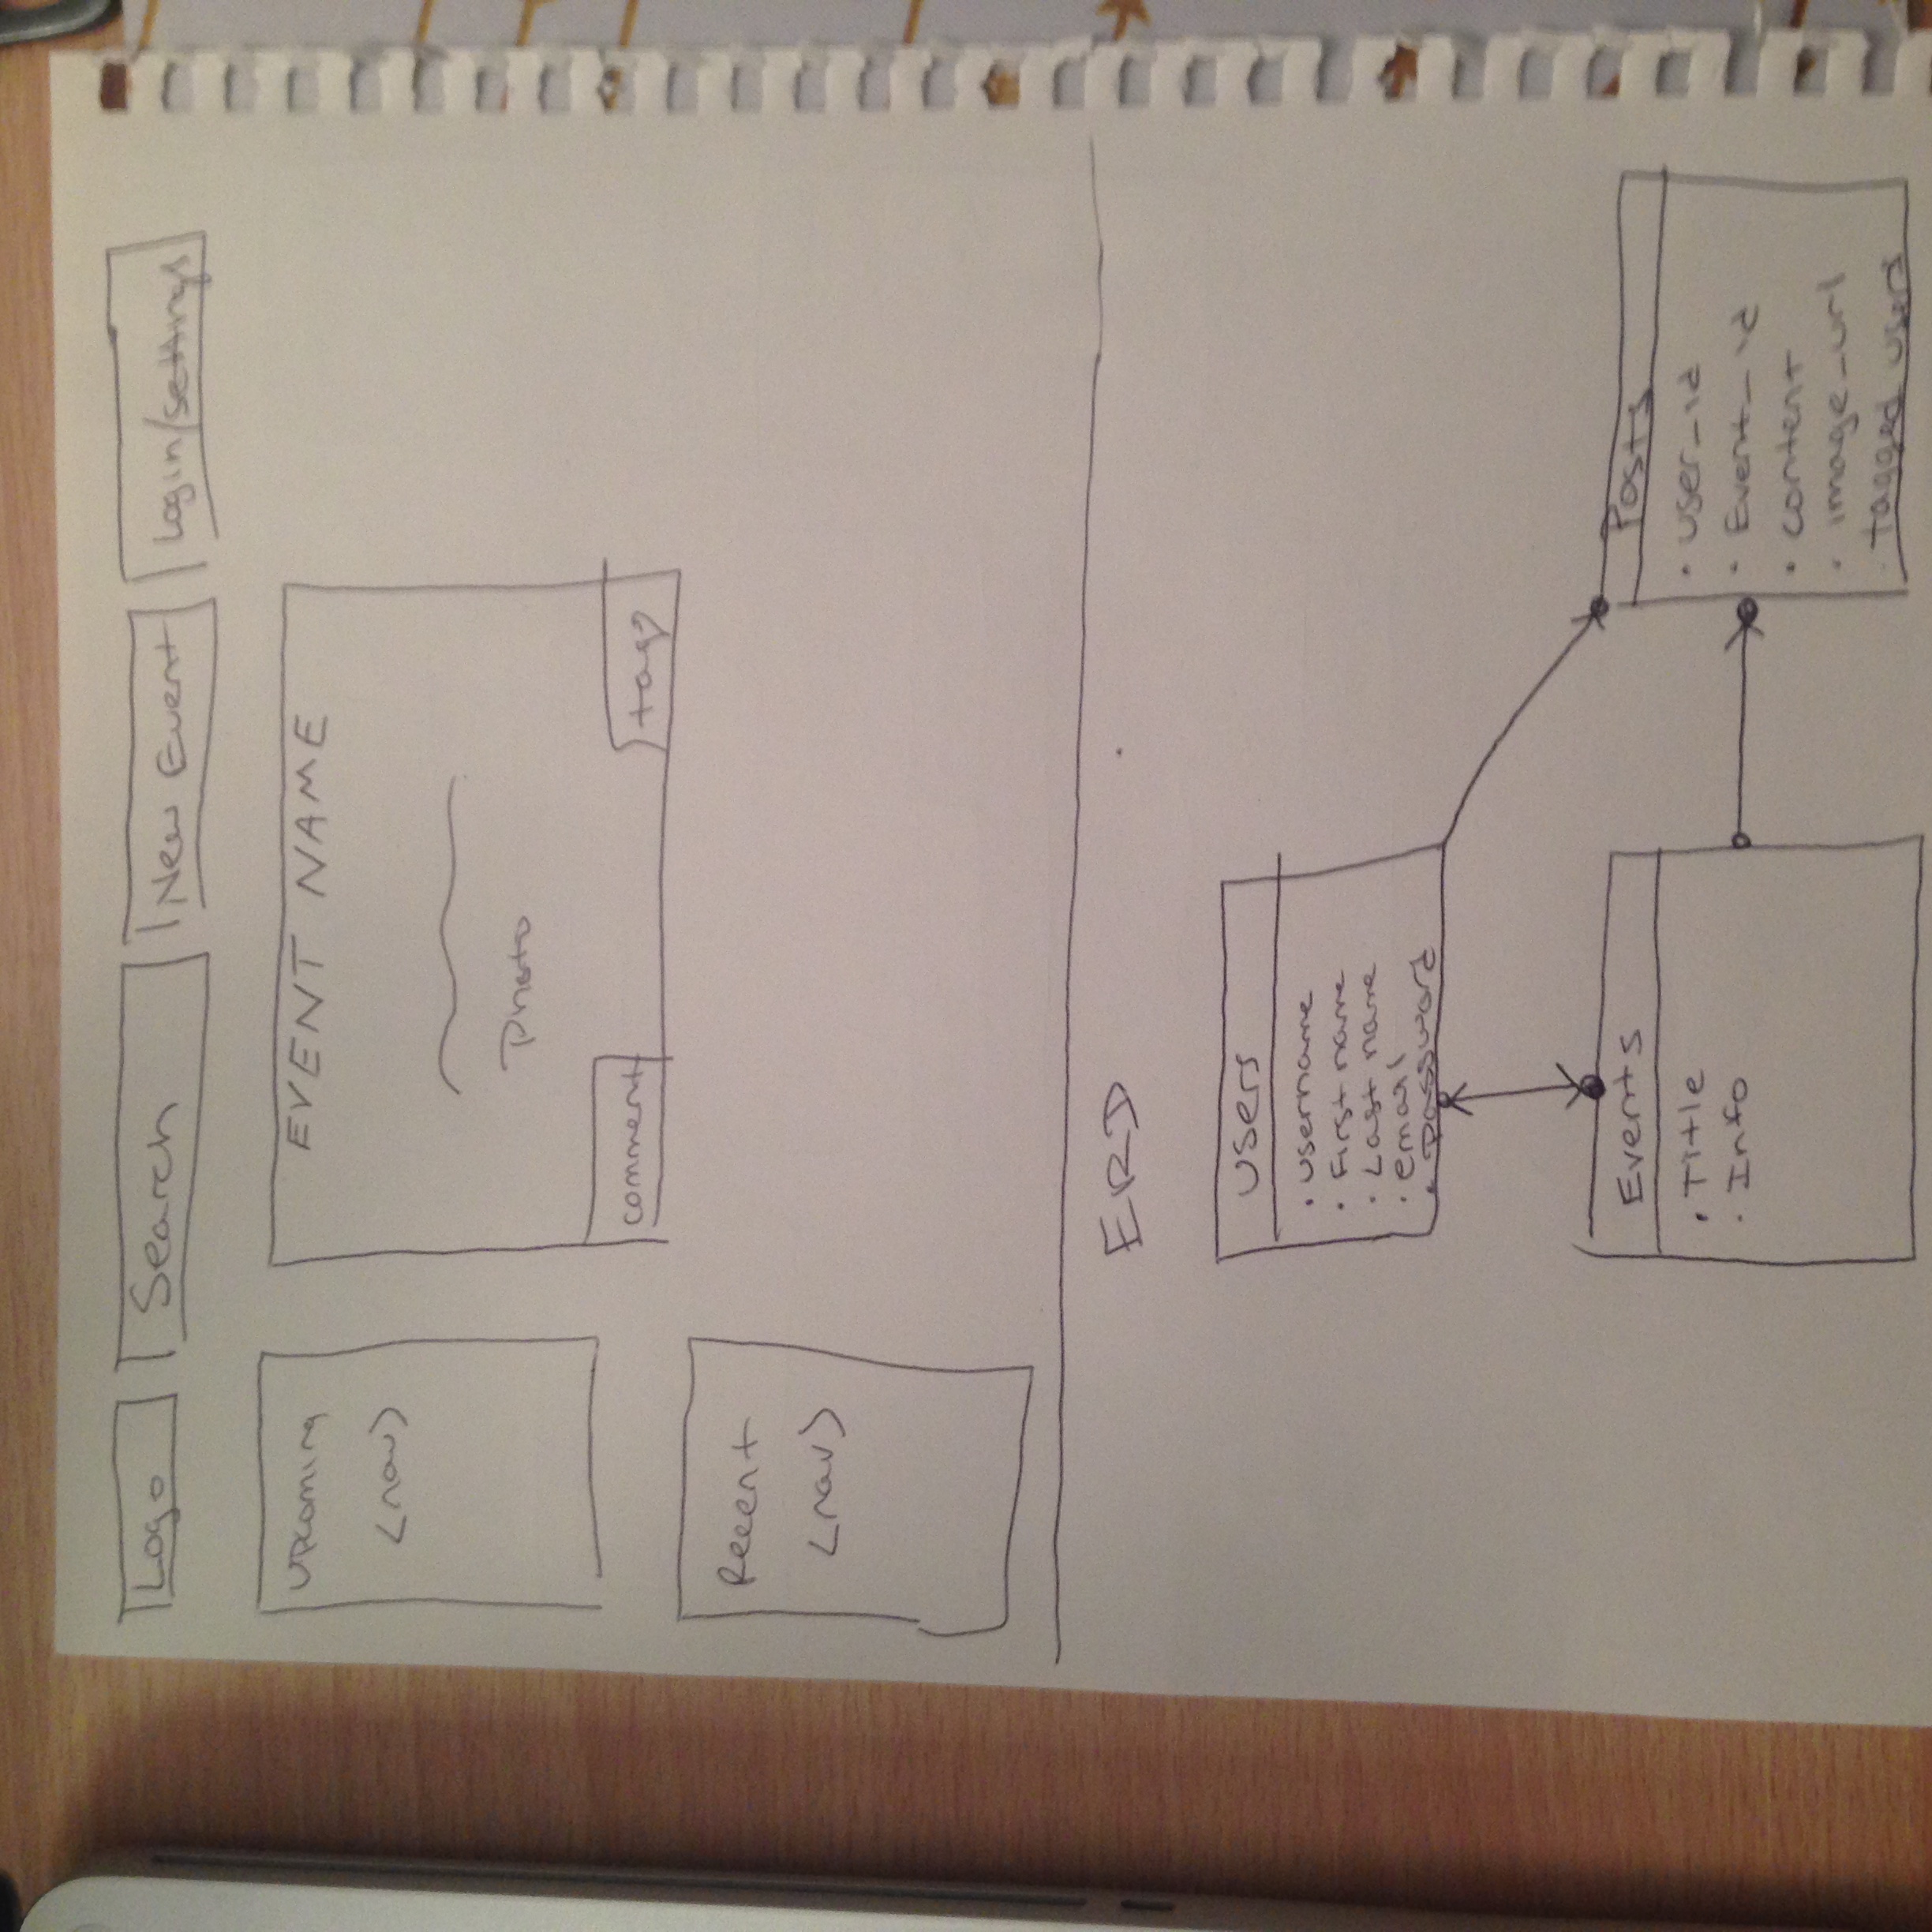 Logo
Search
New Event
Login/settings
Upcoming
<nav>
EVENT NAME
Photo
comment
tag
Recent
<nav>
ERD
Users
• username
• First name
• Last name
• email
• password
Events
• Title
• Info
Posts
• user_id
• Event_id
• content
• image_url
• tagged users